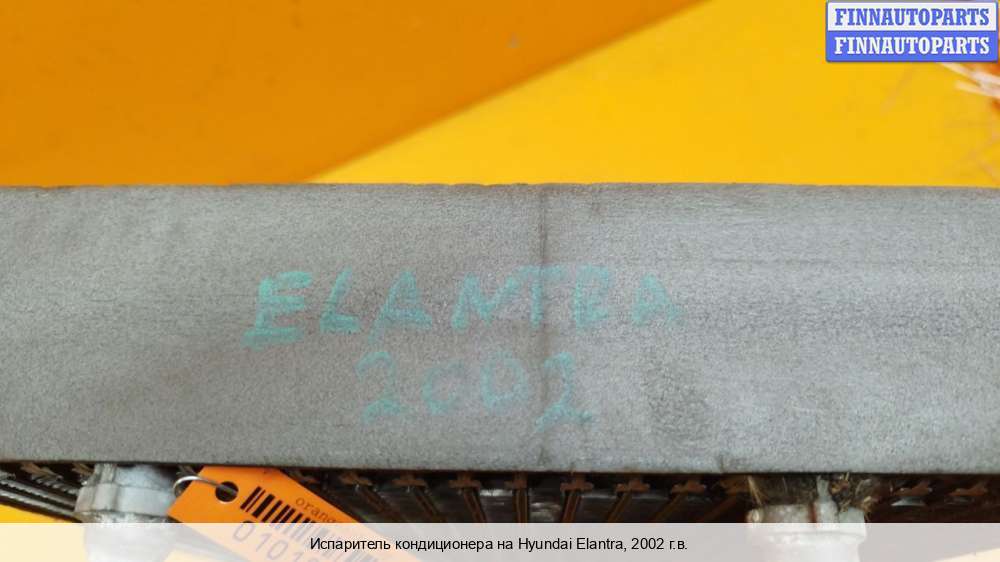 FINNAUTOPARTS
FINNAUTOPARTS
ELANTRA
2002
Испаритель кондиционера на Hyundai Elantra, 2002 г.в.